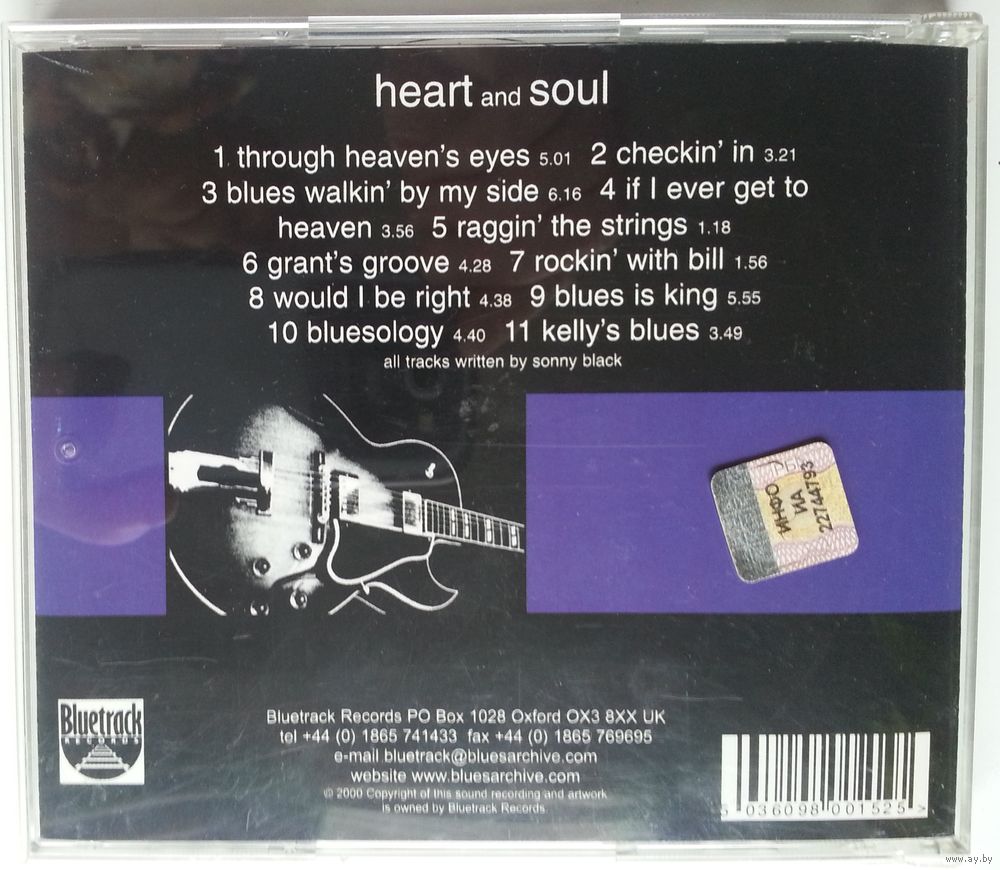 heart and soul
1 through heaven's eyes 5.01 2 checkin' in 3.21
3 blues walkin' by my side 6.16 4 if I ever get to
heaven 3.56 5 raggin' the strings 1.18
6 grant's groove 4.28 7 rockin' with bill 1.56
8 would I be right 4.38 9 blues is king 5.55
10 bluesology 4.40 11 kelly's blues 3.49
all tracks written by sonny black
ИНФО
ИА
22744793
Bluetrack
RECORDS
Bluetrack Records PO Box 1028 Oxford OX3 8XX UK
tel +44 (0) 1865 741433 fax +44 (0) 1865 769695
e-mail bluetrack@bluesarchive.com
website www.bluesarchive.com
© 2000 Copyright of this sound recording and artwork
is owned by Bluetrack Records.
5 036098 001525 >
www.ay.by